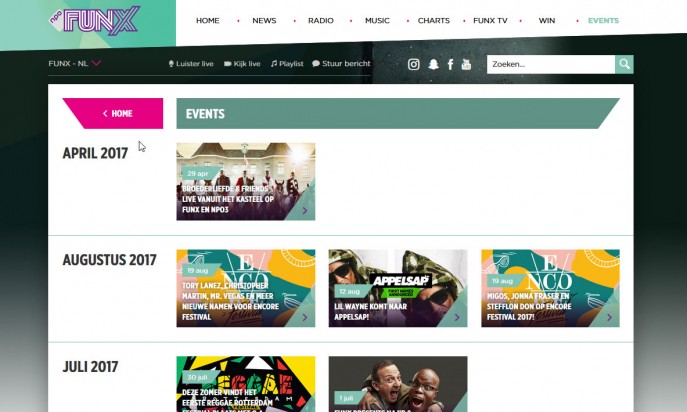 npo FUNX
HOME • NEWS • RADIO • MUSIC • CHARTS • FUNX TV • WIN • EVENTS
FUNX - NL
Luister live
Kijk live
Playlist
Stuur bericht
Zoeken...
HOME
EVENTS
APRIL 2017
29 apr
BROEDERLIEFDE & FRIENDS
LIVE VANUIT HET KASTEEL OP
FUNX EN NPO3
AUGUSTUS 2017
19 aug
TORY LANEZ, CHRISTOPHER
MARTIN, MR. VEGAS EN MEER
NIEUWE NAMEN VOOR ENCORE
FESTIVAL
APPELSAP
FIRST NAMES
ANNOUNCED
12 aug
LIL WAYNE KOMT NAAR
APPELSAP!
19 aug
MIGOS, JONNA FRASER EN
STEFFLON DON OP ENCORE
FESTIVAL 2017!
JULI 2017
30 juli
DEZE ZOMER VINDT HET
EERSTE REGGAE ROTTERDAM
1 juli